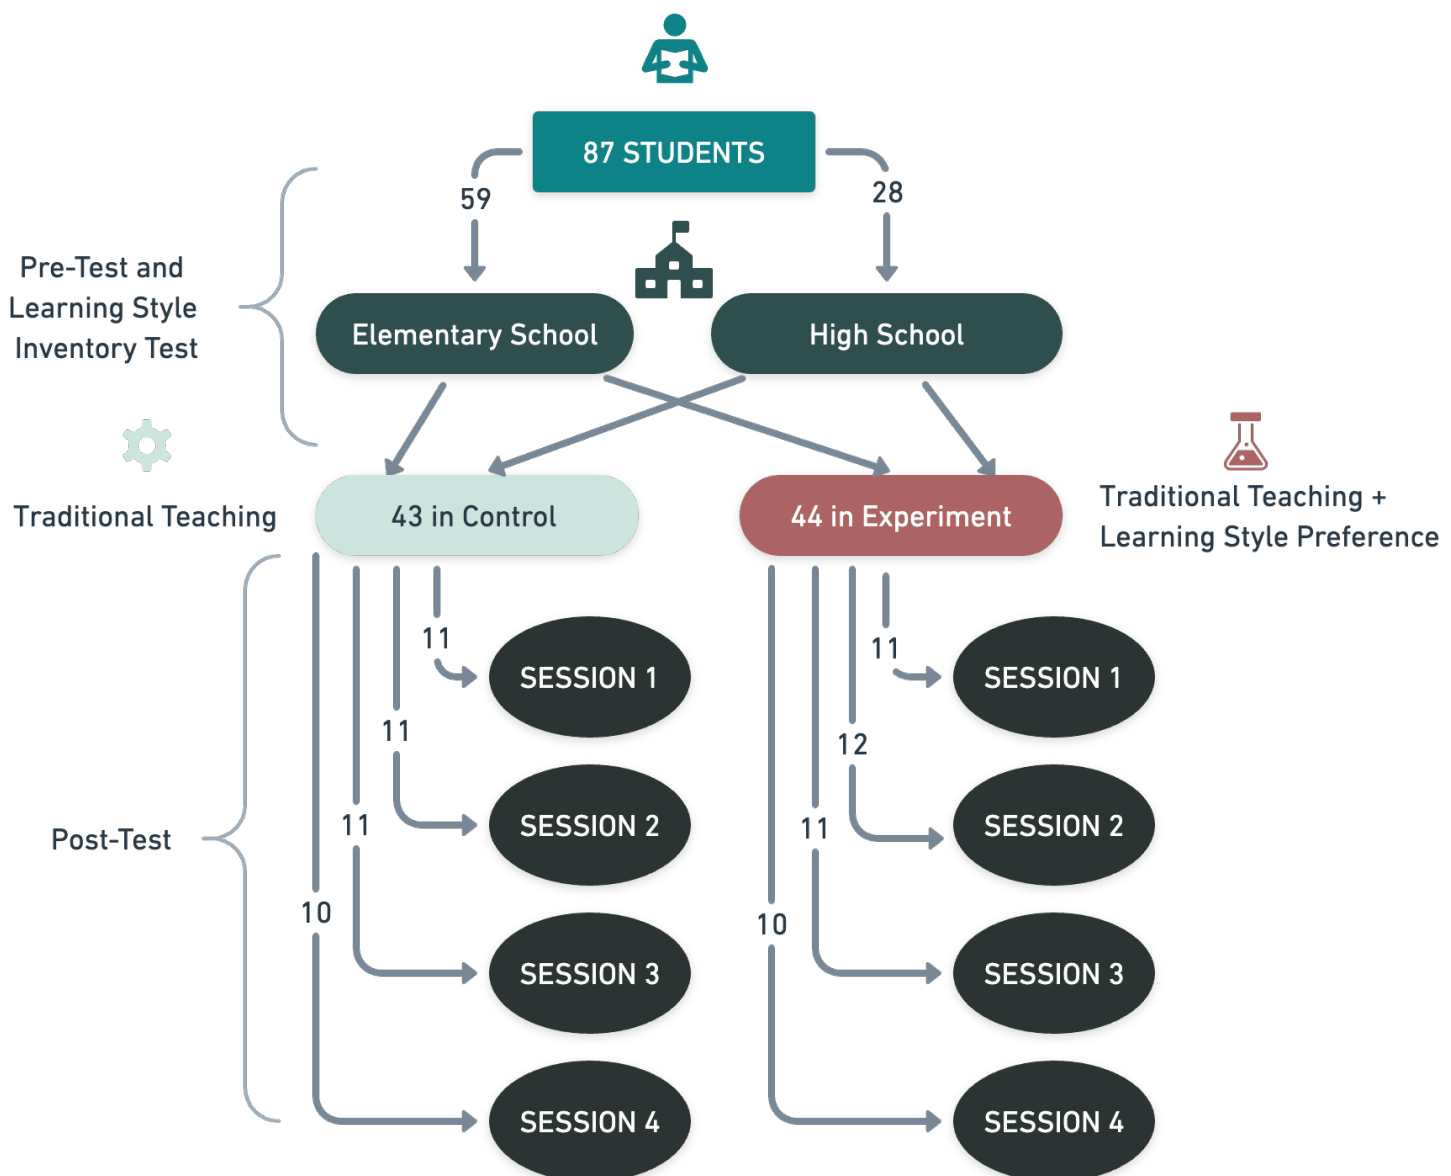 87 STUDENTS
59
28
Pre-Test and
Learning Style
Inventory Test
Elementary School
High School
Traditional Teaching
43 in Control
44 in Experiment
Traditional Teaching +
Learning Style Preference
11
SESSION 1
11
SESSION 2
11
SESSION 3
10
SESSION 4
Post-Test
11
SESSION 1
12
SESSION 2
11
SESSION 3
10
SESSION 4